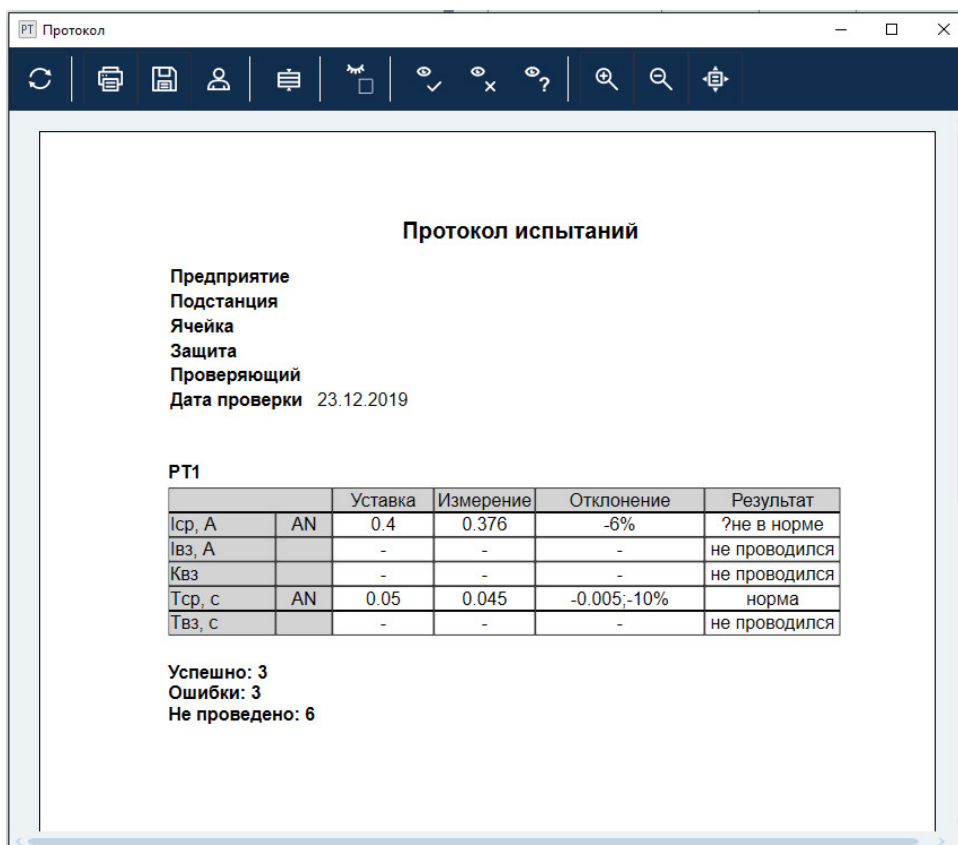 РТ Протокол
?
Протокол испытаний
Предприятие
Подстанция
Ячейка
Защита
Проверяющий
Дата проверки 23.12.2019
РТ1
Уставка Измерение Отклонение Результат
Iср, А AN 0.4 0.376 -6% ?не в норме
Iвз, А - - - не проводился
Kвз - - - не проводился
Тср, с AN 0.05 0.045 -0.005;-10% норма
Твз, с - - - не проводился
Успешно: 3
Ошибки: 3
Не проведено: 6